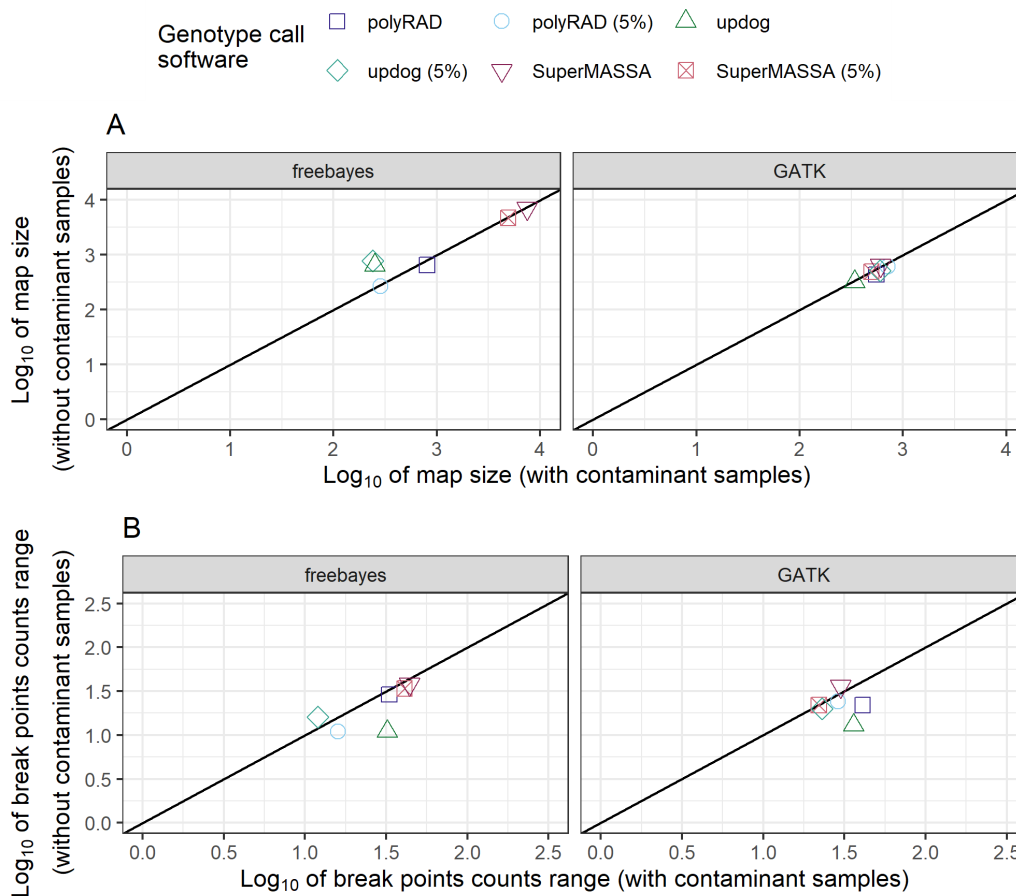 Genotype call
software
polyRAD
polyRAD (5%)
updog
updog (5%)
SuperMASSA
SuperMASSA (5%)
A
freebayes
GATK
Log₁₀ of map size
(without contaminant samples)
4
3
2
1
0
0 1 2 3 4
0 1 2 3 4
Log₁₀ of map size (with contaminant samples)
B
freebayes
GATK
Log₁₀ of break points counts range
(without contaminant samples)
2.5
2.0
1.5
1.0
0.5
0.0
0.0 0.5 1.0 1.5 2.0 2.5
0.0 0.5 1.0 1.5 2.0 2.5
Log₁₀ of break points counts range (with contaminant samples)